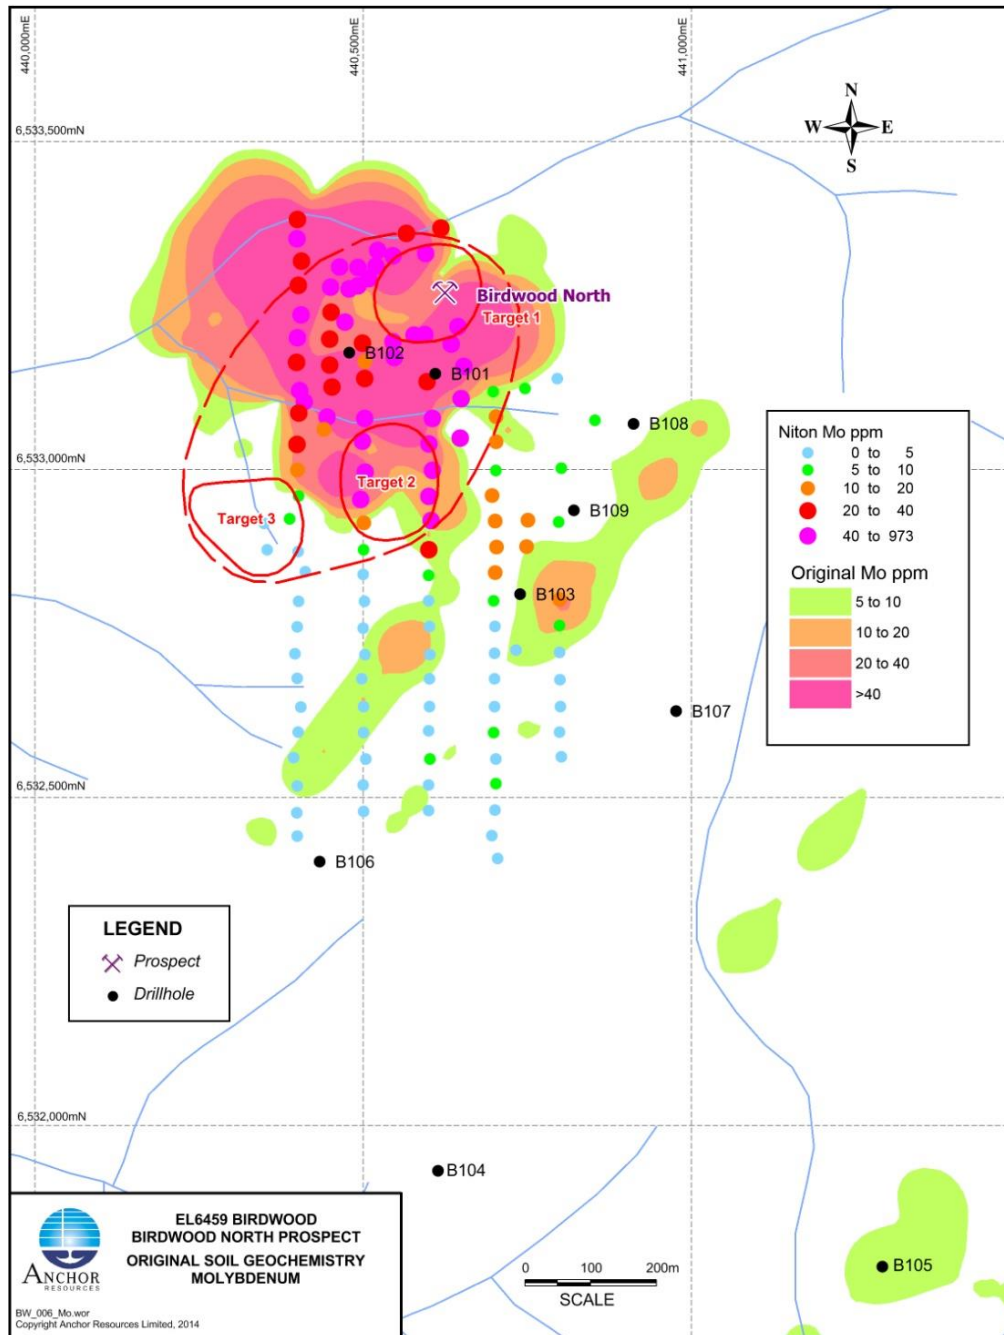 440,000mE
440,500mE
441,000mE
N
W E
S
6,533,500mN
Birdwood North
Target 1
B102
B101
B108
Niton Mo ppm
0 to 5
5 to 10
10 to 20
20 to 40
40 to 973
Original Mo ppm
5 to 10
10 to 20
20 to 40
>40
6,533,000mN
Target 2
Target 3
B109
B103
B107
6,532,500mN
B106
LEGEND
Prospect
Drillhole
6,532,000mN
B104
B105
EL6459 BIRDWOOD
BIRDWOOD NORTH PROSPECT
ORIGINAL SOIL GEOCHEMISTRY
MOLYBDENUM
ANCHOR
RESOURCES
BW_006_Mo.wor
Copyright Anchor Resources Limited, 2014
0 100 200m
SCALE